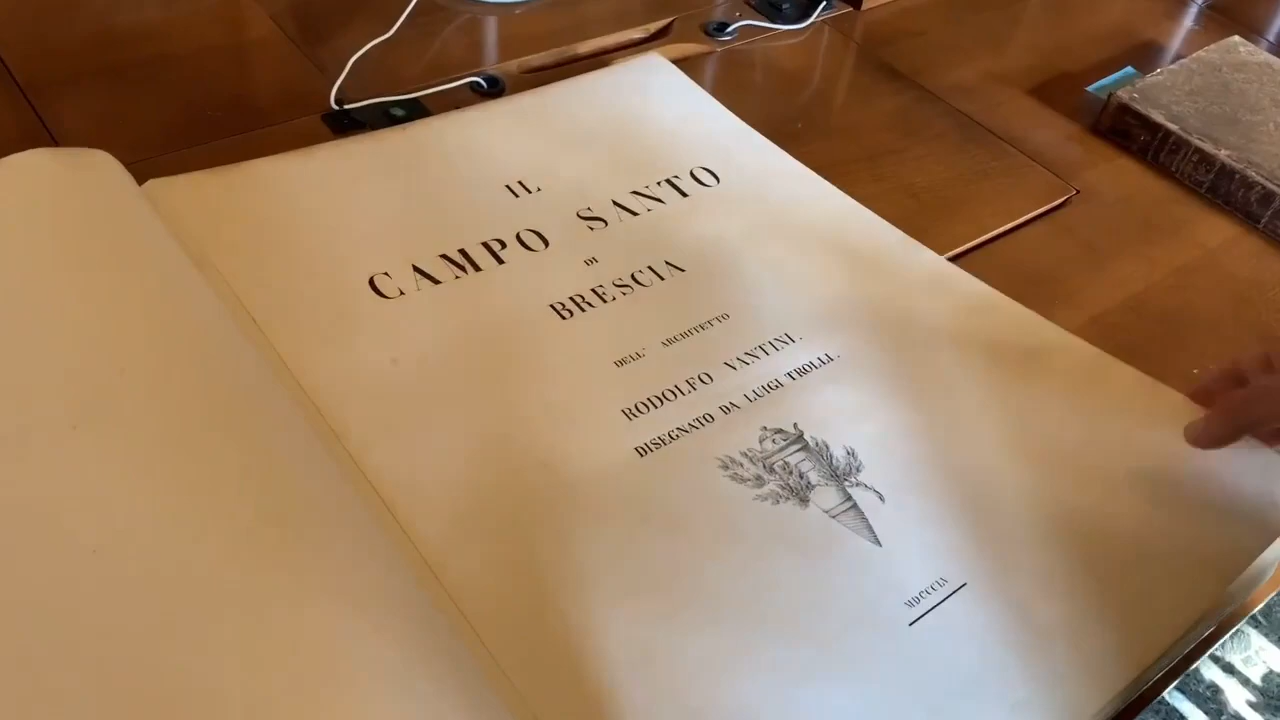 IL
CAMPO SANTO
DI
BRESCIA
DELL' ARCHITETTO
RODOLFO VANTINI.
DISEGNATO DA LUIGI TROLLI.